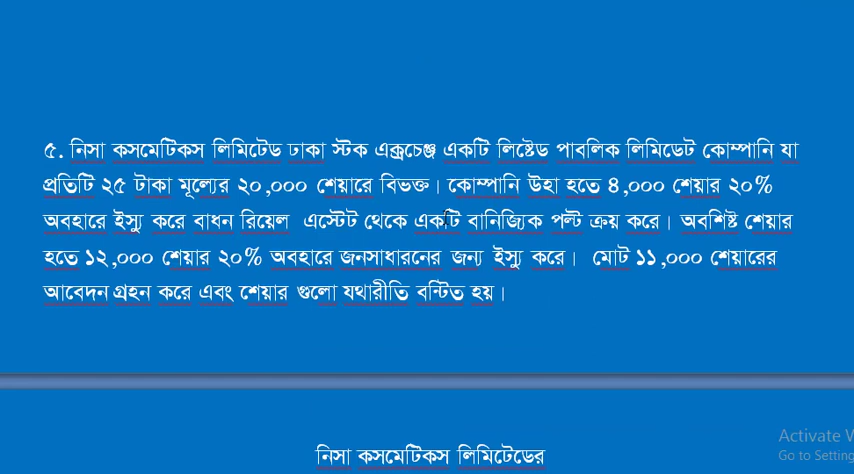 ৫. নিসা কসমেটিকস লিমিটেড ঢাকা স্টক এক্সচেঞ্জ একটি লিষ্টেড পাবলিক লিমিডেট কোম্পানি যা
প্রতিটি ২৫ টাকা মূল্যের ২০,০০০ শেয়ারে বিভক্ত। কোম্পানি উহা হতে ৪,০০০ শেয়ার ২০%
অবহারে ইস্যু করে বাধন রিয়েল এস্টেট থেকে একটি বানিজ্যিক পল্ট ক্রয় করে। অবশিষ্ট শেয়ার
হতে ১২,০০০ শেয়ার ২০% অবহারে জনসাধারনের জন্য ইস্যু করে। মোট ১১,০০০ শেয়ারের
আবেদন গ্রহন করে এবং শেয়ার গুলো যথারীতি বন্টিত হয়।
নিসা কসমেটিকস লিমিটেডের
Activate W
Go to Setting